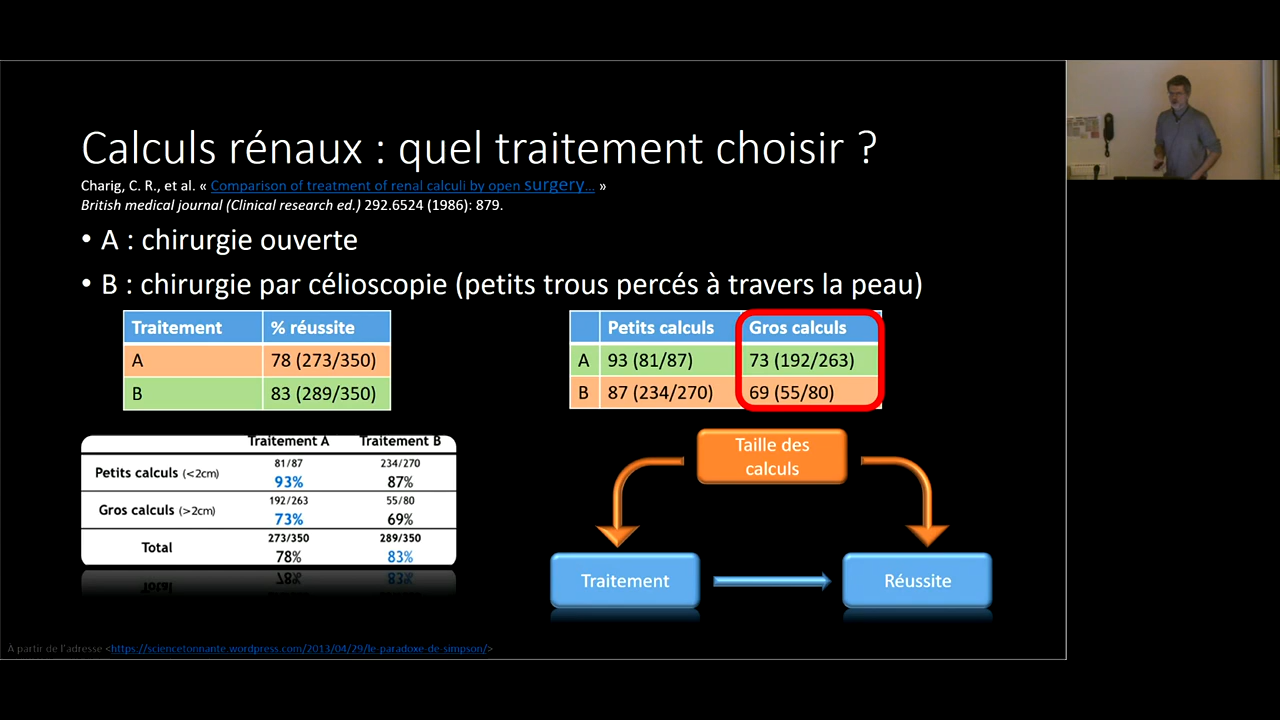 Calculs rénaux : quel traitement choisir ?
Charig, C. R., et al. « Comparison of treatment of renal calculi by open surgery... »
British medical journal (Clinical research ed.) 292.6524 (1986): 879.
• A : chirurgie ouverte
• B : chirurgie par célioscopie (petits trous percés à travers la peau)
Traitement % réussite
A 78 (273/350)
B 83 (289/350)
Petits calculs Gros calculs
A 93 (81/87) 73 (192/263)
B 87 (234/270) 69 (55/80)
Traitement A Traitement B
Petits calculs (<2cm) 81/87 234/270
93% 87%
Gros calculs (>2cm) 192/263 55/80
73% 69%
Total 273/350 289/350
78% 83%
Taille des
calculs
Traitement
Réussite
À partir de l'adresse <https://sciencetonnante.wordpress.com/2013/04/29/le-paradoxe-de-simpson/>